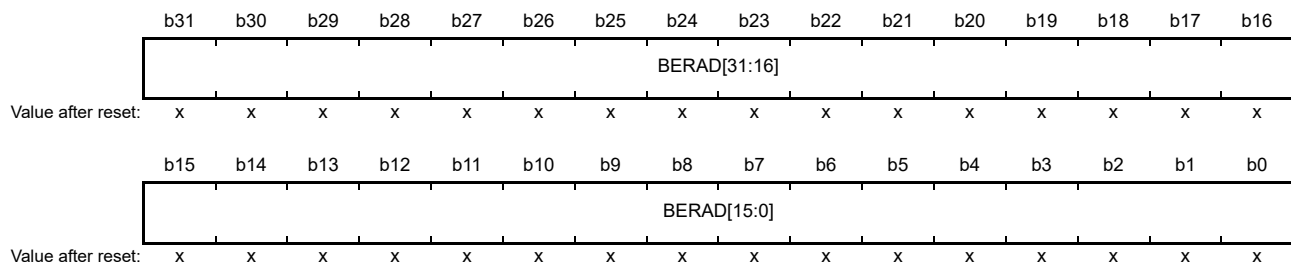 b31 b30 b29 b28 b27 b26 b25 b24 b23 b22 b21 b20 b19 b18 b17 b16
BERAD[31:16]
Value after reset: x x x x x x x x x x x x x x x x
b15 b14 b13 b12 b11 b10 b9 b8 b7 b6 b5 b4 b3 b2 b1 b0
BERAD[15:0]
Value after reset: x x x x x x x x x x x x x x x x